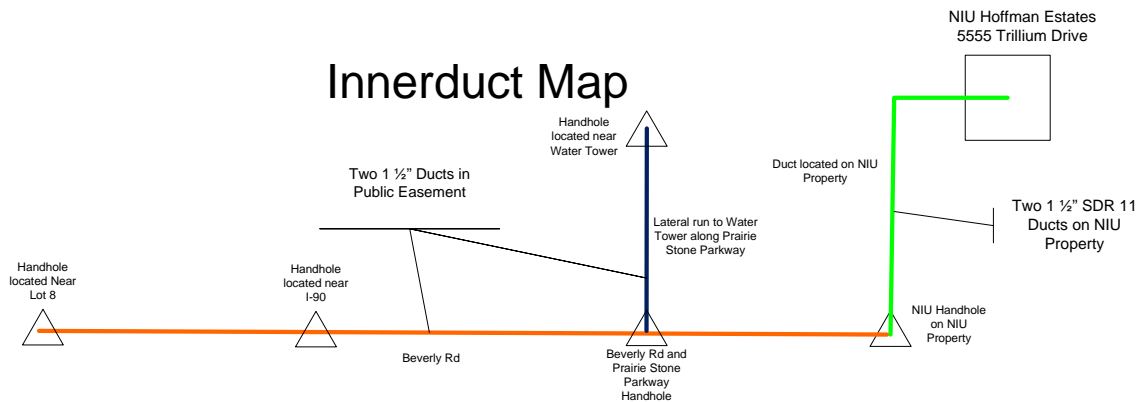 NIU Hoffman Estates
5555 Trillium Drive
Innerduct Map
Handhole
located near
Water Tower
Duct located on NIU
Property
Two 1 ½” Ducts in
Public Easement
Two 1 ½” SDR 11
Ducts on NIU
Property
Lateral run to Water
Tower along Prairie
Stone Parkway
Handhole
located Near
Lot 8
Handhole
located near
I-90
NIU Handhole
on NIU
Property
Beverly Rd
Beverly Rd and
Prairie Stone
Parkway
Handhole